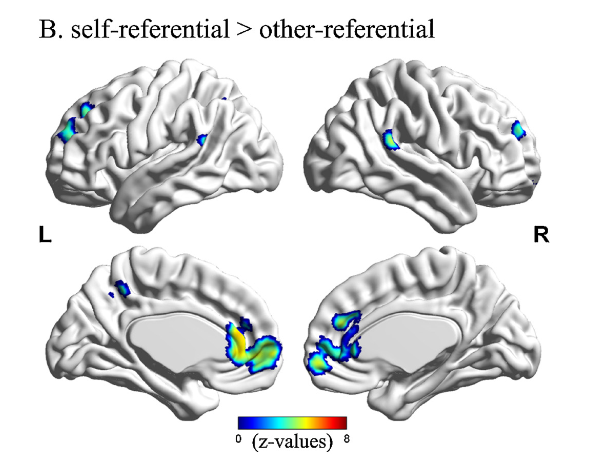 B. self-referential > other-referential
L
R
0 (z-values) 8